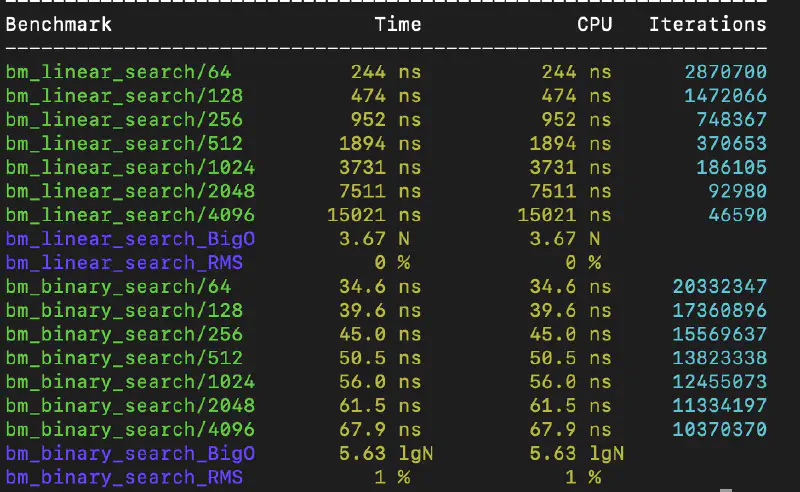 Benchmark Time CPU Iterations
bm_linear_search/64 244 ns 244 ns 2870700
bm_linear_search/128 474 ns 474 ns 1472066
bm_linear_search/256 952 ns 952 ns 748367
bm_linear_search/512 1894 ns 1894 ns 370653
bm_linear_search/1024 3731 ns 3731 ns 186105
bm_linear_search/2048 7511 ns 7511 ns 92980
bm_linear_search/4096 15021 ns 15021 ns 46590
bm_linear_search_BigO 3.67 N 3.67 N
bm_linear_search_RMS 0 % 0 %
bm_binary_search/64 34.6 ns 34.6 ns 20332347
bm_binary_search/128 39.6 ns 39.6 ns 17360896
bm_binary_search/256 45.0 ns 45.0 ns 15569637
bm_binary_search/512 50.5 ns 50.5 ns 13823338
bm_binary_search/1024 56.0 ns 56.0 ns 12455073
bm_binary_search/2048 61.5 ns 61.5 ns 11334197
bm_binary_search/4096 67.9 ns 67.9 ns 10370370
bm_binary_search_BigO 5.63 lgN 5.63 lgN
bm_binary_search_RMS 1 % 1 %